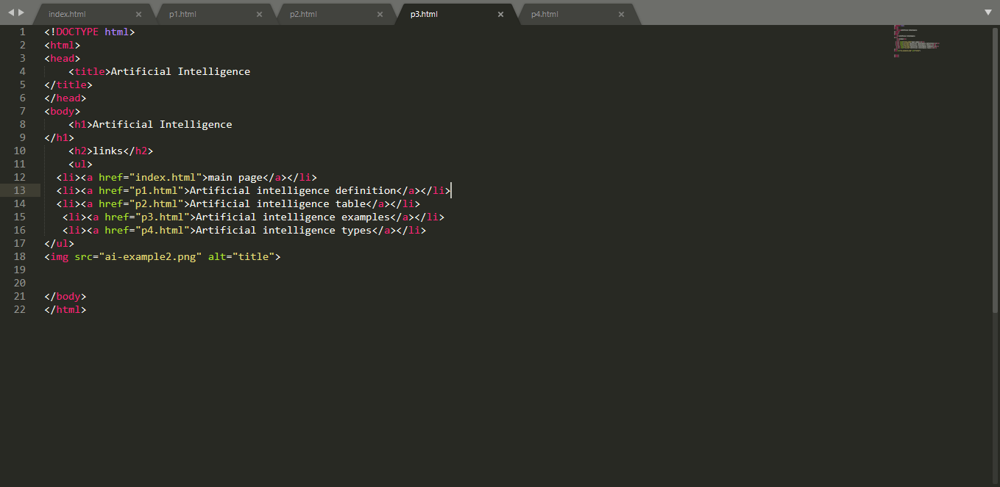 index.html × p1.html × p2.html × p3.html × p4.html ×
1 <!DOCTYPE html>
2 <html>
3 <head>
4     <title>Artificial Intelligence
5 </title>
6 </head>
7 <body>
8     <h1>Artificial Intelligence
9 </h1>
10     <h2>links</h2>
11     <ul>
12   <li><a href="index.html">main page</a></li>
13   <li><a href="p1.html">Artificial intelligence definition</a></li>
14   <li><a href="p2.html">Artificial intelligence table</a></li>
15    <li><a href="p3.html">Artificial intelligence examples</a></li>
16    <li><a href="p4.html">Artificial intelligence types</a></li>
17 </ul>
18 <img src="ai-example2.png" alt="title">
19
20
21 </body>
22 </html>